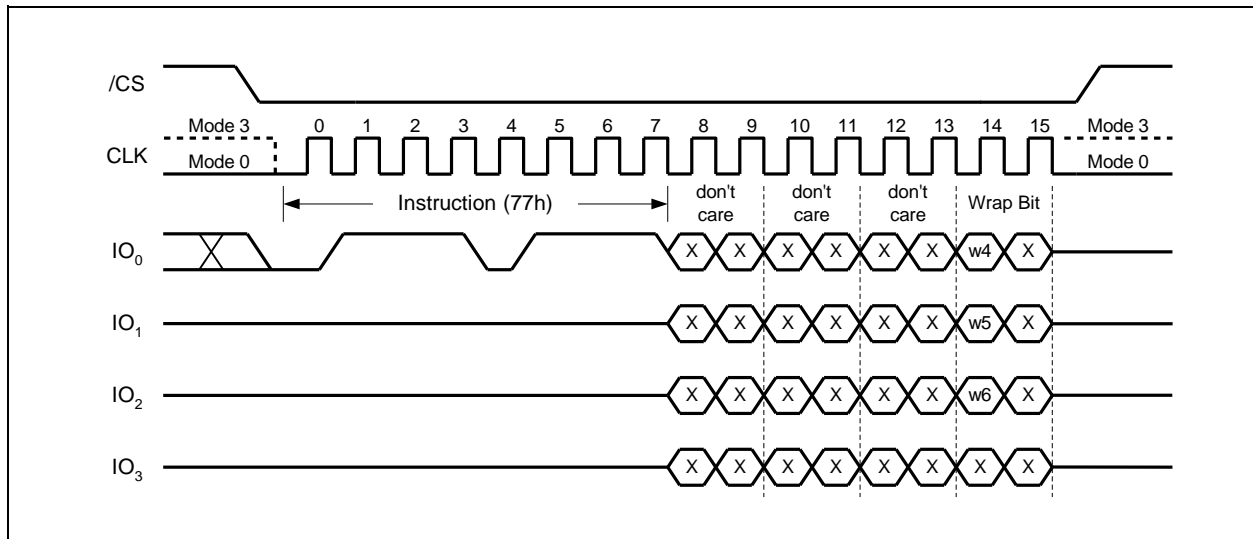 /CS
Mode 3 0 1 2 3 4 5 6 7 8 9 10 11 12 13 14 15 Mode 3
CLK
Mode 0 Mode 0
Instruction (77h) don't care don't care don't care Wrap Bit
IO0 X X X X X X w4 X
IO1 X X X X X X w5 X
IO2 X X X X X X w6 X
IO3 X X X X X X X X